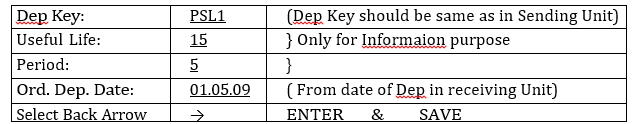 Dep Key: PSL1 (Dep Key should be same as in Sending Unit)
Useful Life: 15 } Only for Informaion purpose
Period: 5 }
Ord. Dep. Date: 01.05.09 ( From date of Dep in receiving Unit)
Select Back Arrow → ENTER & SAVE